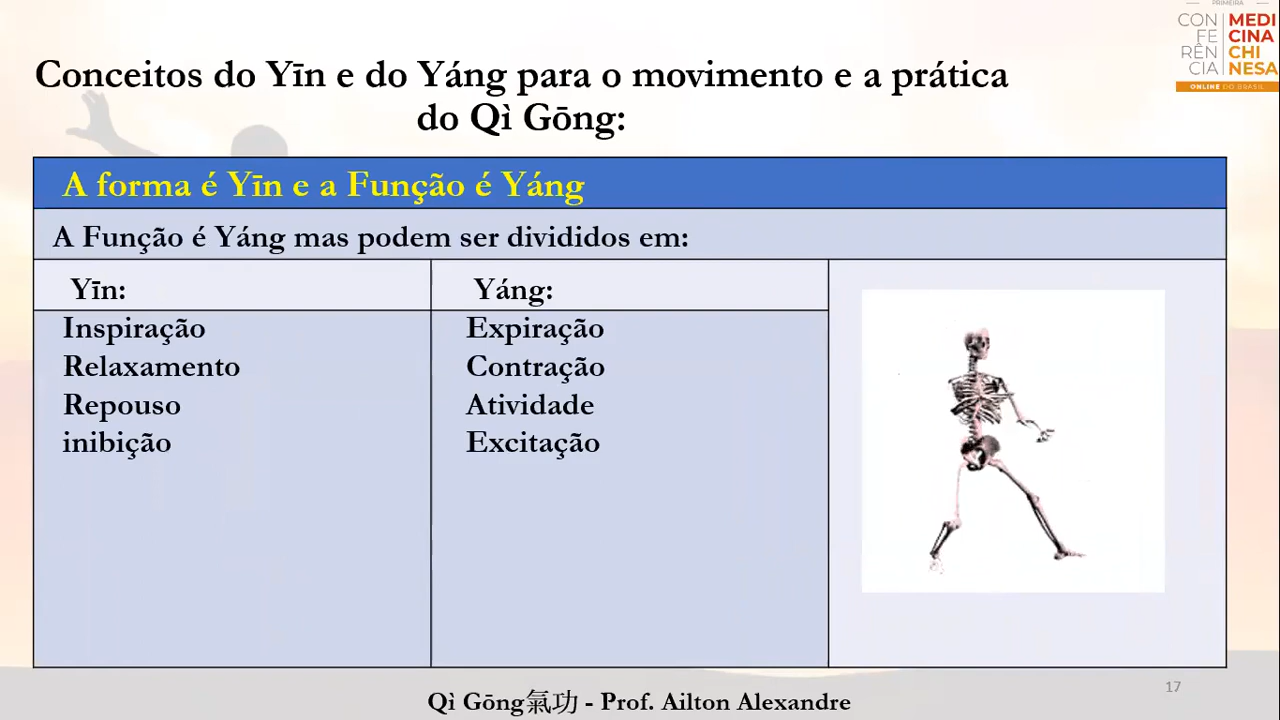 PRIMEIRA
CON
FE
RÊN
CIA
MEDI
CINA
CHI
NESA
ONLINE DO BRASIL
Conceitos do Yīn e do Yáng para o movimento e a prática
do Qì Gōng:
A forma é Yīn e a Função é Yáng
A Função é Yáng mas podem ser divididos em:
Yīn:
Inspiração
Relaxamento
Repouso
inibição
Yáng:
Expiração
Contração
Atividade
Excitação
17
Qì Gōng氣功 - Prof. Ailton Alexandre